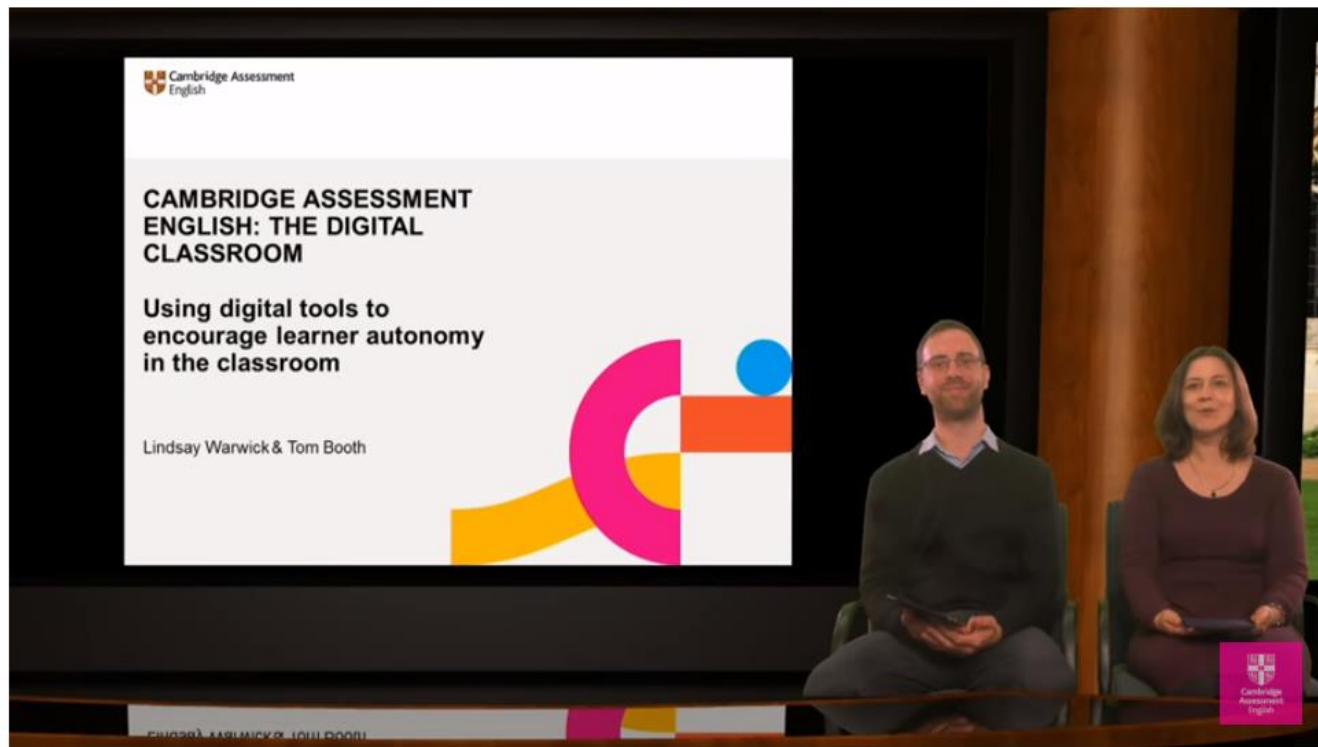 Cambridge Assessment
English
CAMBRIDGE ASSESSMENT
ENGLISH: THE DIGITAL
CLASSROOM
Using digital tools to
encourage learner autonomy
in the classroom
Lindsay Warwick & Tom Booth
Cambridge
Assessment
English